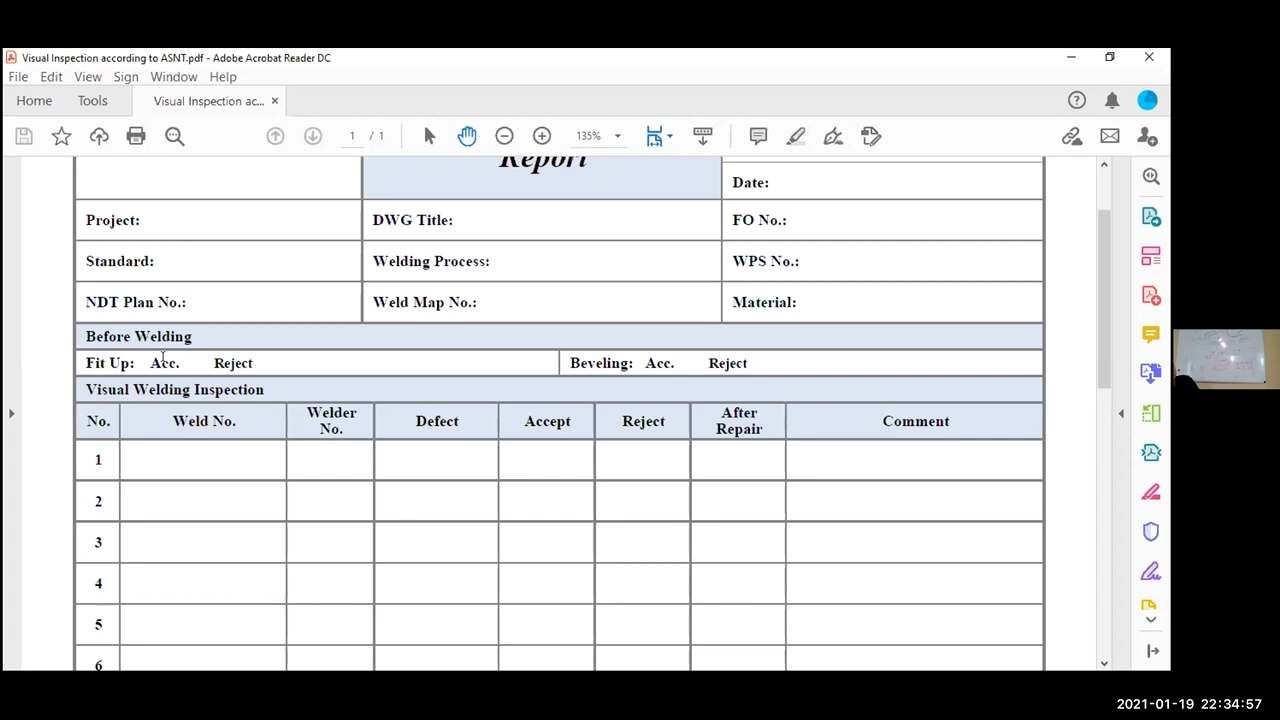 Visual Inspection according to ASNT.pdf - Adobe Acrobat Reader DC
File Edit View Sign Window Help
Home Tools Visual Inspection ac... ×
1 / 1 135%
Report
Date:
Project: DWG Title: FO No.:
Standard: Welding Process: WPS No.:
NDT Plan No.: Weld Map No.: Material:
Before Welding
Fit Up: Acc. Reject Beveling: Acc. Reject
Visual Welding Inspection
No. Weld No. Welder No. Defect Accept Reject After Repair Comment
1
2
3
4
5
6
2021-01-19 22:34:57